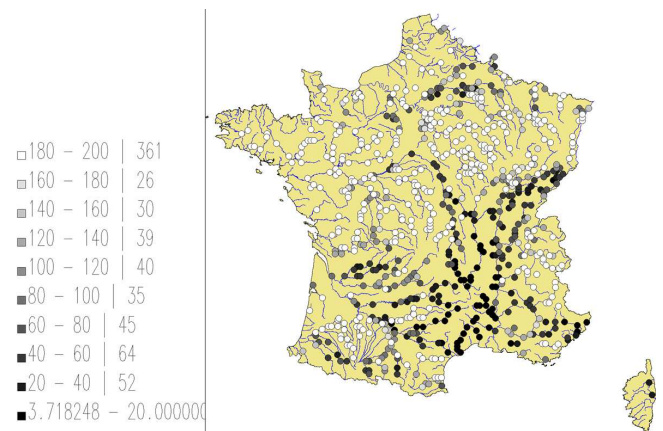 180 - 200 | 361
160 - 180 | 26
140 - 160 | 30
120 - 140 | 39
100 - 120 | 40
80 - 100 | 35
60 - 80 | 45
40 - 60 | 64
20 - 40 | 52
3.718248 - 20.000000